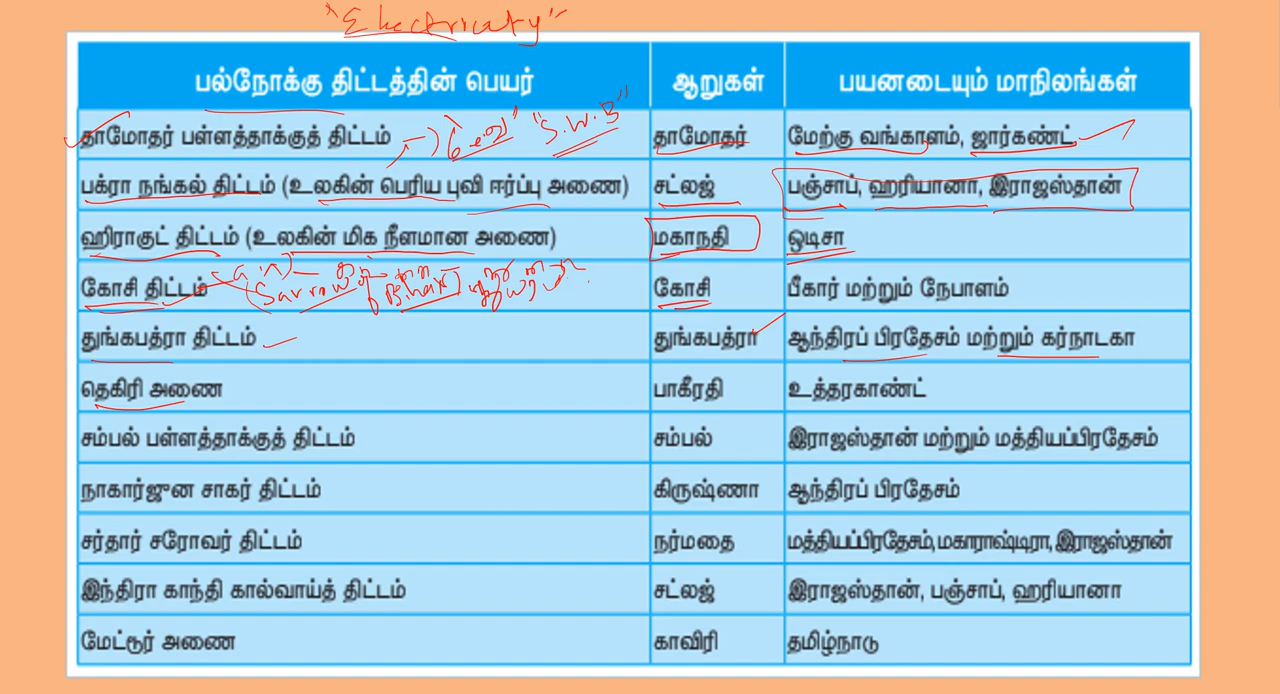 "Electricaty"
பல்நோக்கு திட்டத்தின் பெயர் ஆறுகள் பயனடையும் மாநிலங்கள்
தாமோதர் பள்ளத்தாக்குத் திட்டம் "S.W.B" தாமோதர் மேற்கு வங்காளம், ஜார்கண்ட்
பக்ரா நங்கல் திட்டம் (உலகின் பெரிய புவி ஈர்ப்பு அணை) சட்லஜ் பஞ்சாப், ஹரியானா, இராஜஸ்தான்
ஹிராகுட் திட்டம் (உலகின் மிக நீளமான அணை) மகாநதி ஒடிசா
கோசி திட்டம் கோசி பீகார் மற்றும் நேபாளம்
துங்கபத்ரா திட்டம் துங்கபத்ரா ஆந்திரப் பிரதேசம் மற்றும் கர்நாடகா
தெகிரி அணை பாகீரதி உத்தரகாண்ட்
சம்பல் பள்ளத்தாக்குத் திட்டம் சம்பல் இராஜஸ்தான் மற்றும் மத்தியப்பிரதேசம்
நாகார்ஜுன சாகர் திட்டம் கிருஷ்ணா ஆந்திரப் பிரதேசம்
சர்தார் சரோவர் திட்டம் நர்மதை மத்தியப்பிரதேசம்,மகாராஷ்டிரா,இராஜஸ்தான்
இந்திரா காந்தி கால்வாய்த் திட்டம் சட்லஜ் இராஜஸ்தான், பஞ்சாப், ஹரியானா
மேட்டூர் அணை காவிரி தமிழ்நாடு